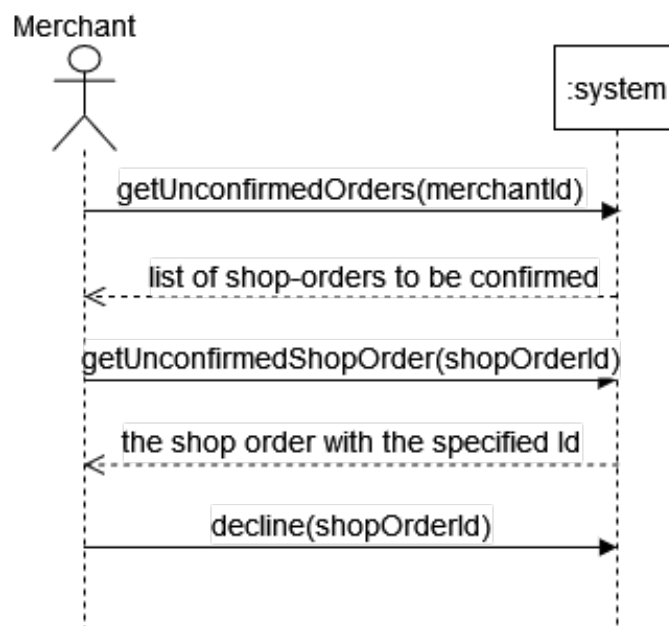 Merchant
:system
getUnconfirmedOrders(merchantId)
list of shop-orders to be confirmed
getUnconfirmedShopOrder(shopOrderId)
the shop order with the specified Id
decline(shopOrderId)